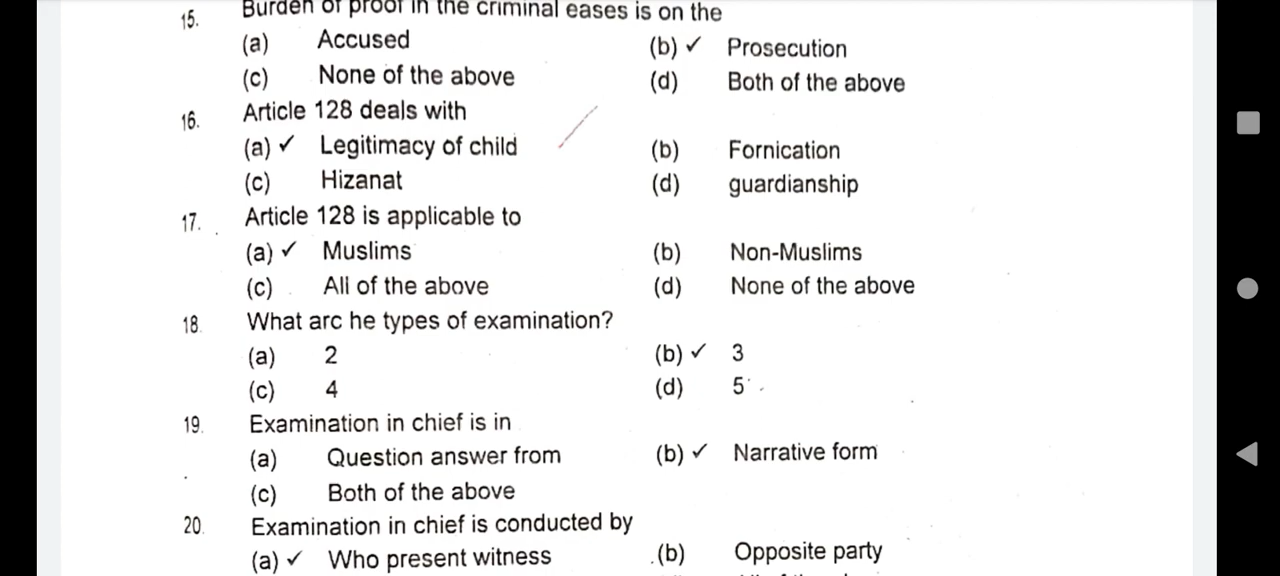 15. Burden of proof in the criminal eases is on the
(a) Accused (b) ✓ Prosecution
(c) None of the above (d) Both of the above
16. Article 128 deals with
(a) ✓ Legitimacy of child (b) Fornication
(c) Hizanat (d) guardianship
17. Article 128 is applicable to
(a) ✓ Muslims (b) Non-Muslims
(c) All of the above (d) None of the above
18. What arc he types of examination?
(a) 2 (b) ✓ 3
(c) 4 (d) 5
19. Examination in chief is in
(a) Question answer from (b) ✓ Narrative form
(c) Both of the above
20. Examination in chief is conducted by
(a) ✓ Who present witness (b) Opposite party